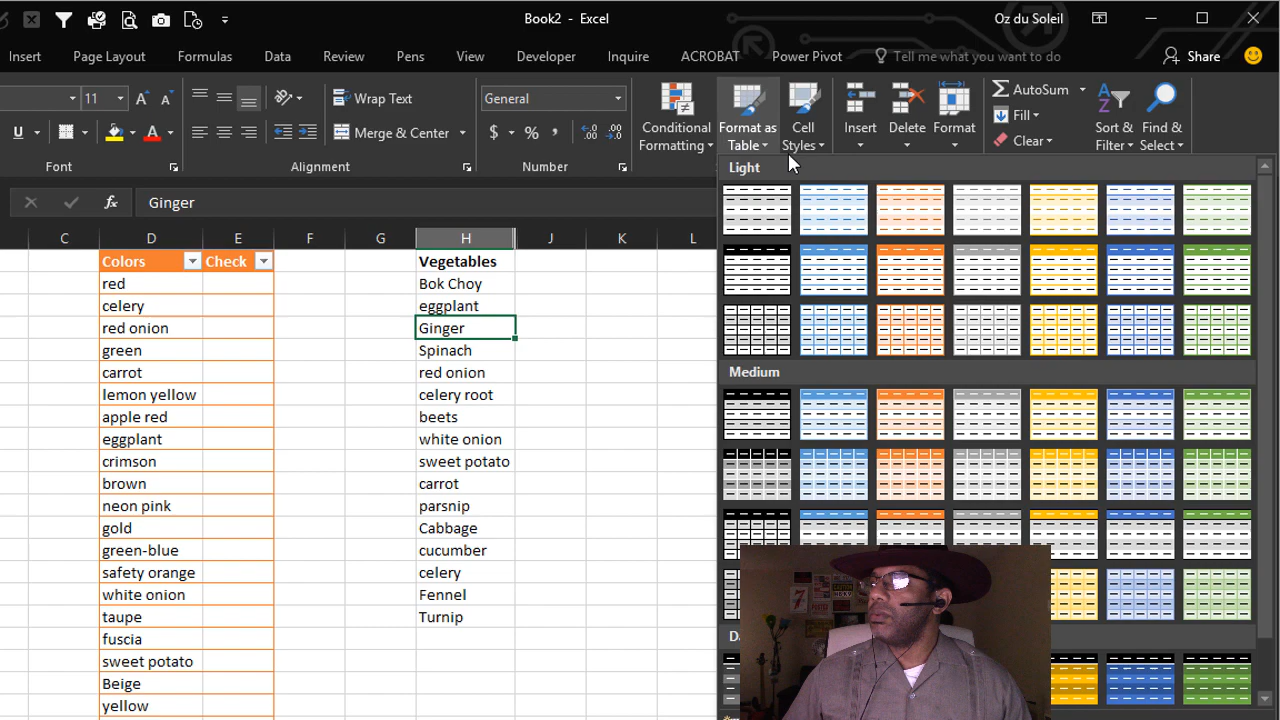 Book2 - Excel
Oz du Soleil
Insert
Page Layout
Formulas
Data
Review
Pens
View
Developer
Inquire
ACROBAT
Power Pivot
Tell me what you want to do
Share
11
A
A
Wrap Text
General
U
A
Merge & Center
$
%
,
Conditional
Formatting
Format as
Table
Cell
Styles
Insert
Delete
Format
AutoSum
Fill
Clear
Sort &
Filter
Find &
Select
Font
Alignment
Number
Light
fx
Ginger
C
D
E
F
G
H
J
K
L
Colors
Check
Vegetables
red
Bok Choy
celery
eggplant
red onion
Ginger
green
Spinach
carrot
red onion
Medium
lemon yellow
celery root
apple red
beets
eggplant
white onion
crimson
sweet potato
brown
carrot
neon pink
parsnip
gold
Cabbage
green-blue
cucumber
safety orange
celery
white onion
Fennel
taupe
Turnip
fuscia
sweet potato
Beige
yellow